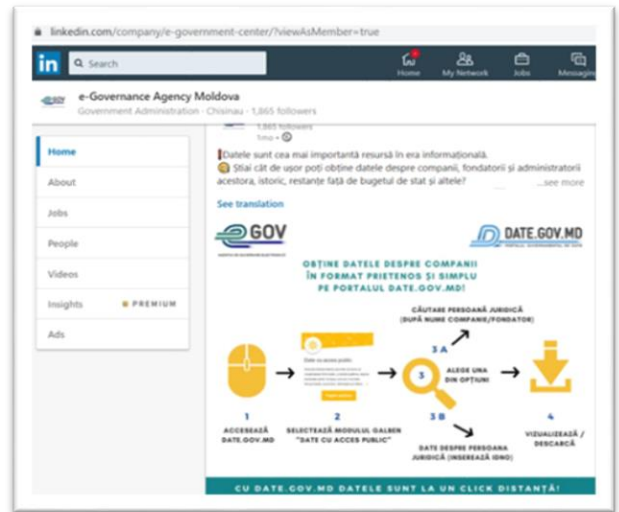 linkedin.com/company/e-government-center/?viewAsMember=true
in
Search
Home
My Network
Jobs
Messaging
e-Governance Agency Moldova
Government Administration · Chisinau · 1,865 followers
1,865 followers
1mo
Home
About
Jobs
People
Videos
Insights PREMIUM
Ads
Datele sunt cea mai importantă resursă în era informațională.
Știai cât de ușor poți obține datele despre companii, fondatorii și administratorii
acestora, istoric, restanțe față de bugetul de stat și altele? ...see more
See translation
eGOV
DATE.GOV.MD
OBȚINE DATELE DESPRE COMPANII
ÎN FORMAT PRIETENOS ȘI SIMPLU
PE PORTALUL DATE.GOV.MD!
CĂUTARE PERSOANĂ JURIDICĂ
(DUPĂ NUME COMPANIE/FONDATOR)
3 A
3
ALEGE UNA
DIN OPȚIUNI
1
2
3 B
4
ACCESEAZĂ
DATE.GOV.MD
SELECTEAZĂ MODULUL GALBEN
"DATE CU ACCES PUBLIC"
DATE DESPRE PERSOANA
JURIDICĂ (INSEREAZĂ IDNO)
VIZUALIZEAZĂ /
DESCARCĂ
CU DATE.GOV.MD DATELE SUNT LA UN CLICK DISTANȚĂ!